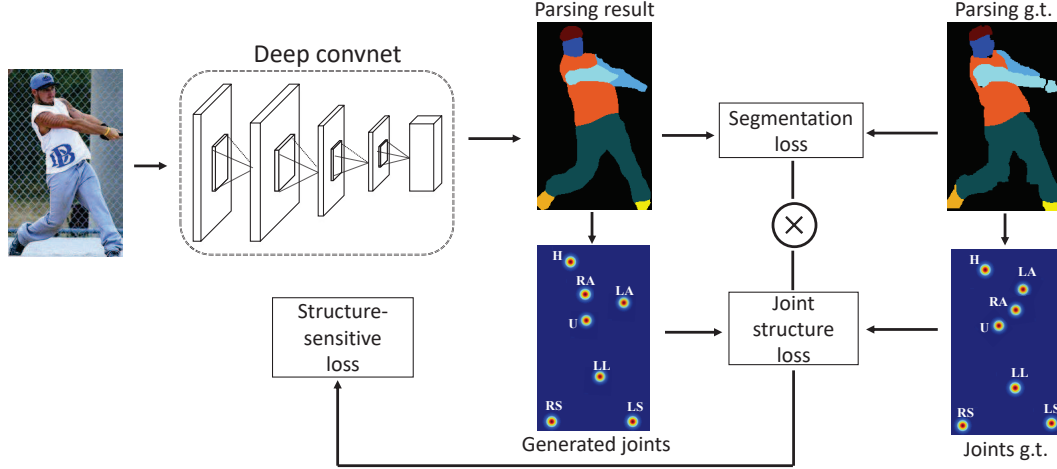 Parsing result
Parsing g.t.
Deep convnet
B
Segmentation
loss
H
RA
LA
U
LL
RS
LS
Generated joints
Structure-
sensitive
loss
Joint
structure
loss
H
LA
RA
U
LL
RS
LS
Joints g.t.